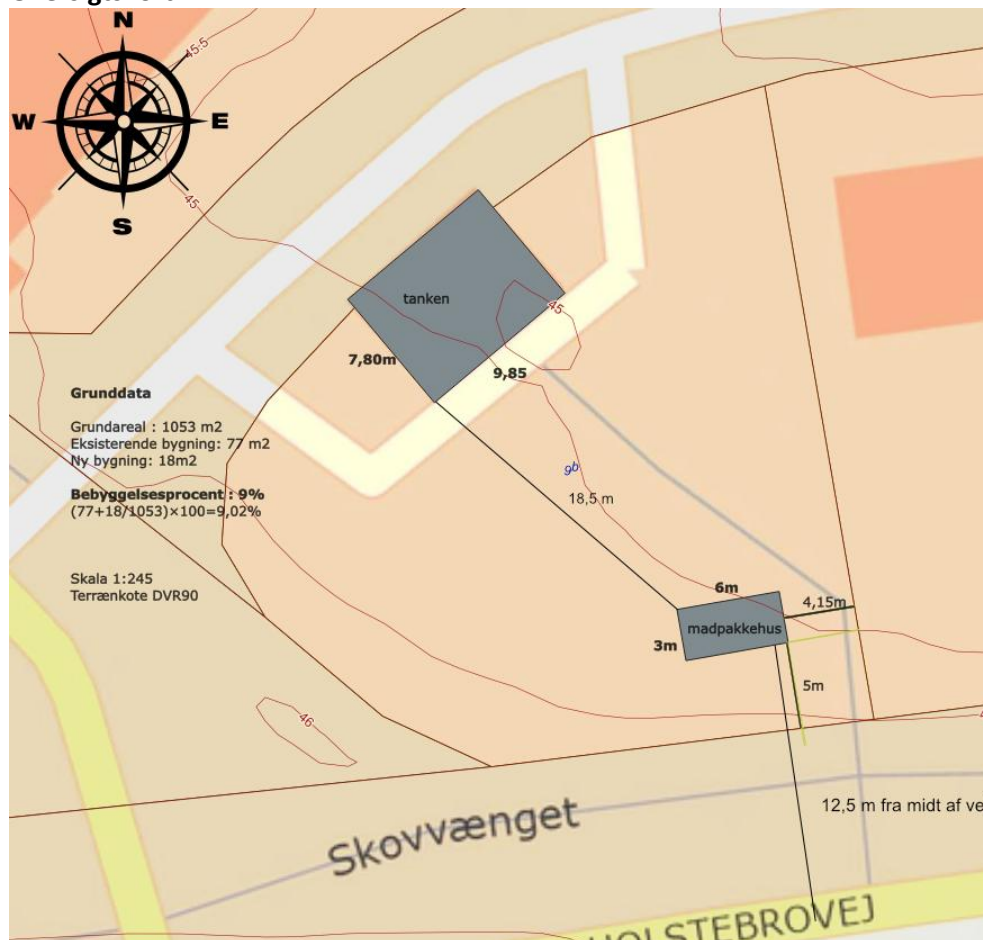 N
W E
S
45.5
45
tanken
45
7,80m
9,85
Grunddata
Grundareal : 1053 m2
Eksisterende bygning: 77 m2
Ny bygning: 18m2
Bebyggelsesprocent : 9%
(77+18/1053)×100=9,02%
9b
18,5 m
Skala 1:245
Terrænkote DVR90
6m
4,15m
madpakkehus
3m
5m
46
12,5 m fra midt af ve
Skovvænget
HOLSTEBROVEJ